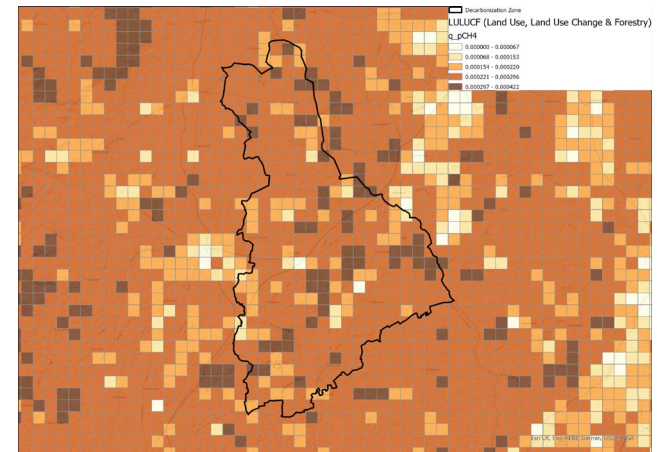 Decarbonization Zone
LULUCF (Land Use, Land Use Change & Forestry)
q_pCH4
0.000000 - 0.000067
0.000068 - 0.000153
0.000154 - 0.000220
0.000221 - 0.000296
0.000297 - 0.000422
Esri UK, Esri, HERE, Garmin, USGS, NGA